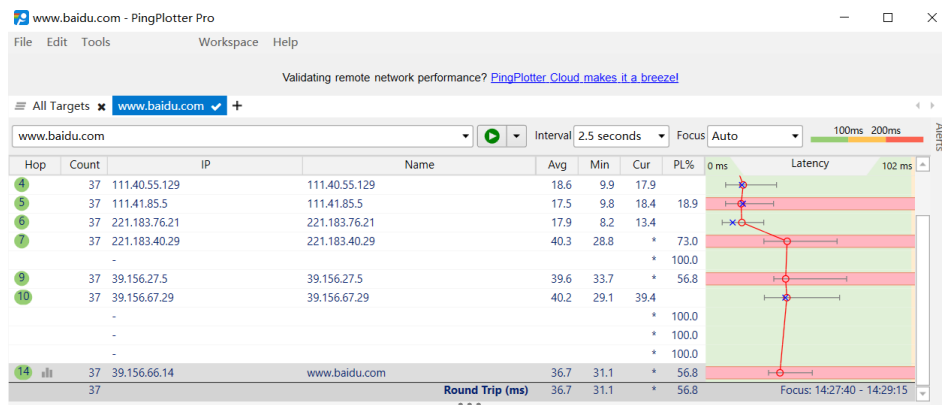 www.baidu.com - PingPlotter Pro
File Edit Tools Workspace Help
Validating remote network performance? PingPlotter Cloud makes it a breeze!
All Targets www.baidu.com
www.baidu.com Interval 2.5 seconds Focus Auto 100ms 200ms
Alerts
Hop Count IP Name Avg Min Cur PL% 0 ms Latency 102 ms
4 37 111.40.55.129 111.40.55.129 18.6 9.9 17.9
5 37 111.41.85.5 111.41.85.5 17.5 9.8 18.4 18.9
6 37 221.183.76.21 221.183.76.21 17.9 8.2 13.4
7 37 221.183.40.29 221.183.40.29 40.3 28.8 * 73.0
- * 100.0
9 37 39.156.27.5 39.156.27.5 39.6 33.7 * 56.8
10 37 39.156.67.29 39.156.67.29 40.2 29.1 39.4
- * 100.0
- * 100.0
- * 100.0
14 37 39.156.66.14 www.baidu.com 36.7 31.1 * 56.8
37 Round Trip (ms) 36.7 31.1 * 56.8 Focus: 14:27:40 - 14:29:15